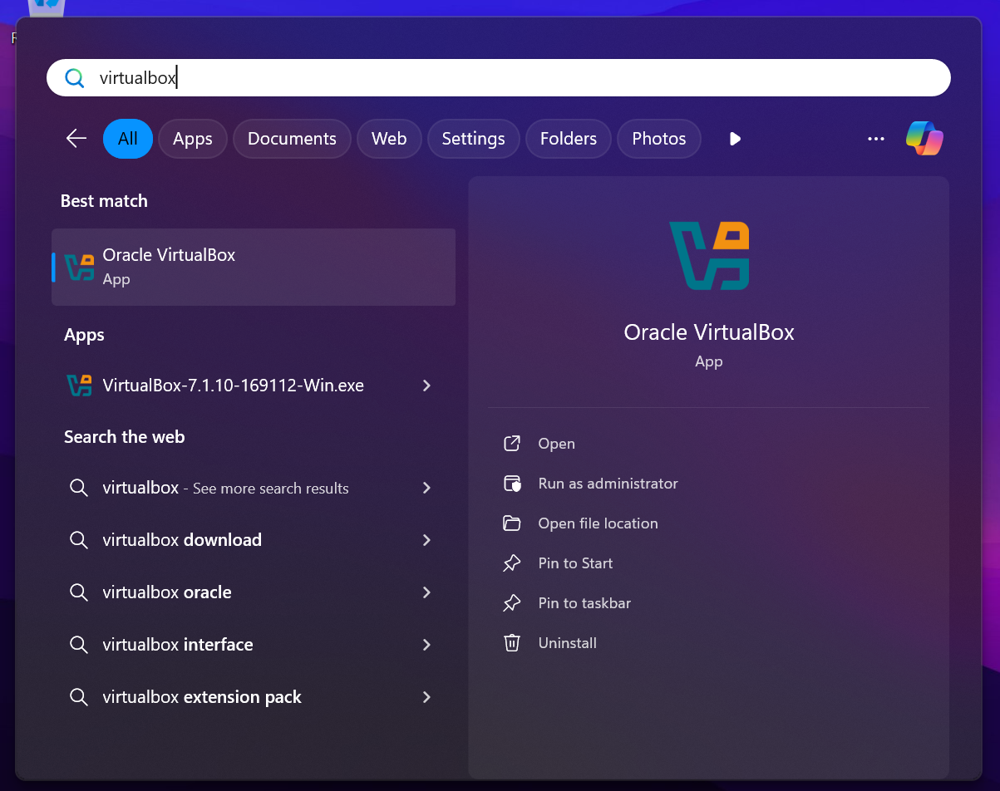 R
virtualbox
All
Apps
Documents
Web
Settings
Folders
Photos
Best match
Oracle VirtualBox
App
Apps
VirtualBox-7.1.10-169112-Win.exe
Search the web
virtualbox - See more search results
virtualbox download
virtualbox oracle
virtualbox interface
virtualbox extension pack
Oracle VirtualBox
App
Open
Run as administrator
Open file location
Pin to Start
Pin to taskbar
Uninstall